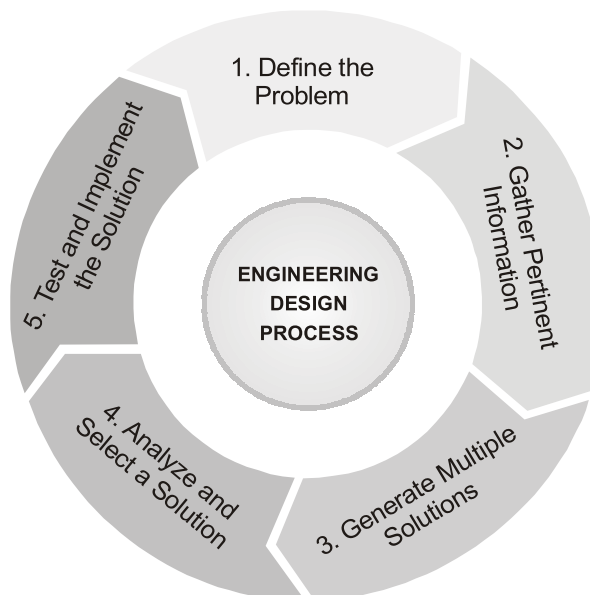 1. Define the
Problem
2. Gather Pertinent
Information
3. Generate Multiple
Solutions
4. Analyze and
Select a Solution
5. Test and Implement
the Solution
ENGINEERING
DESIGN
PROCESS